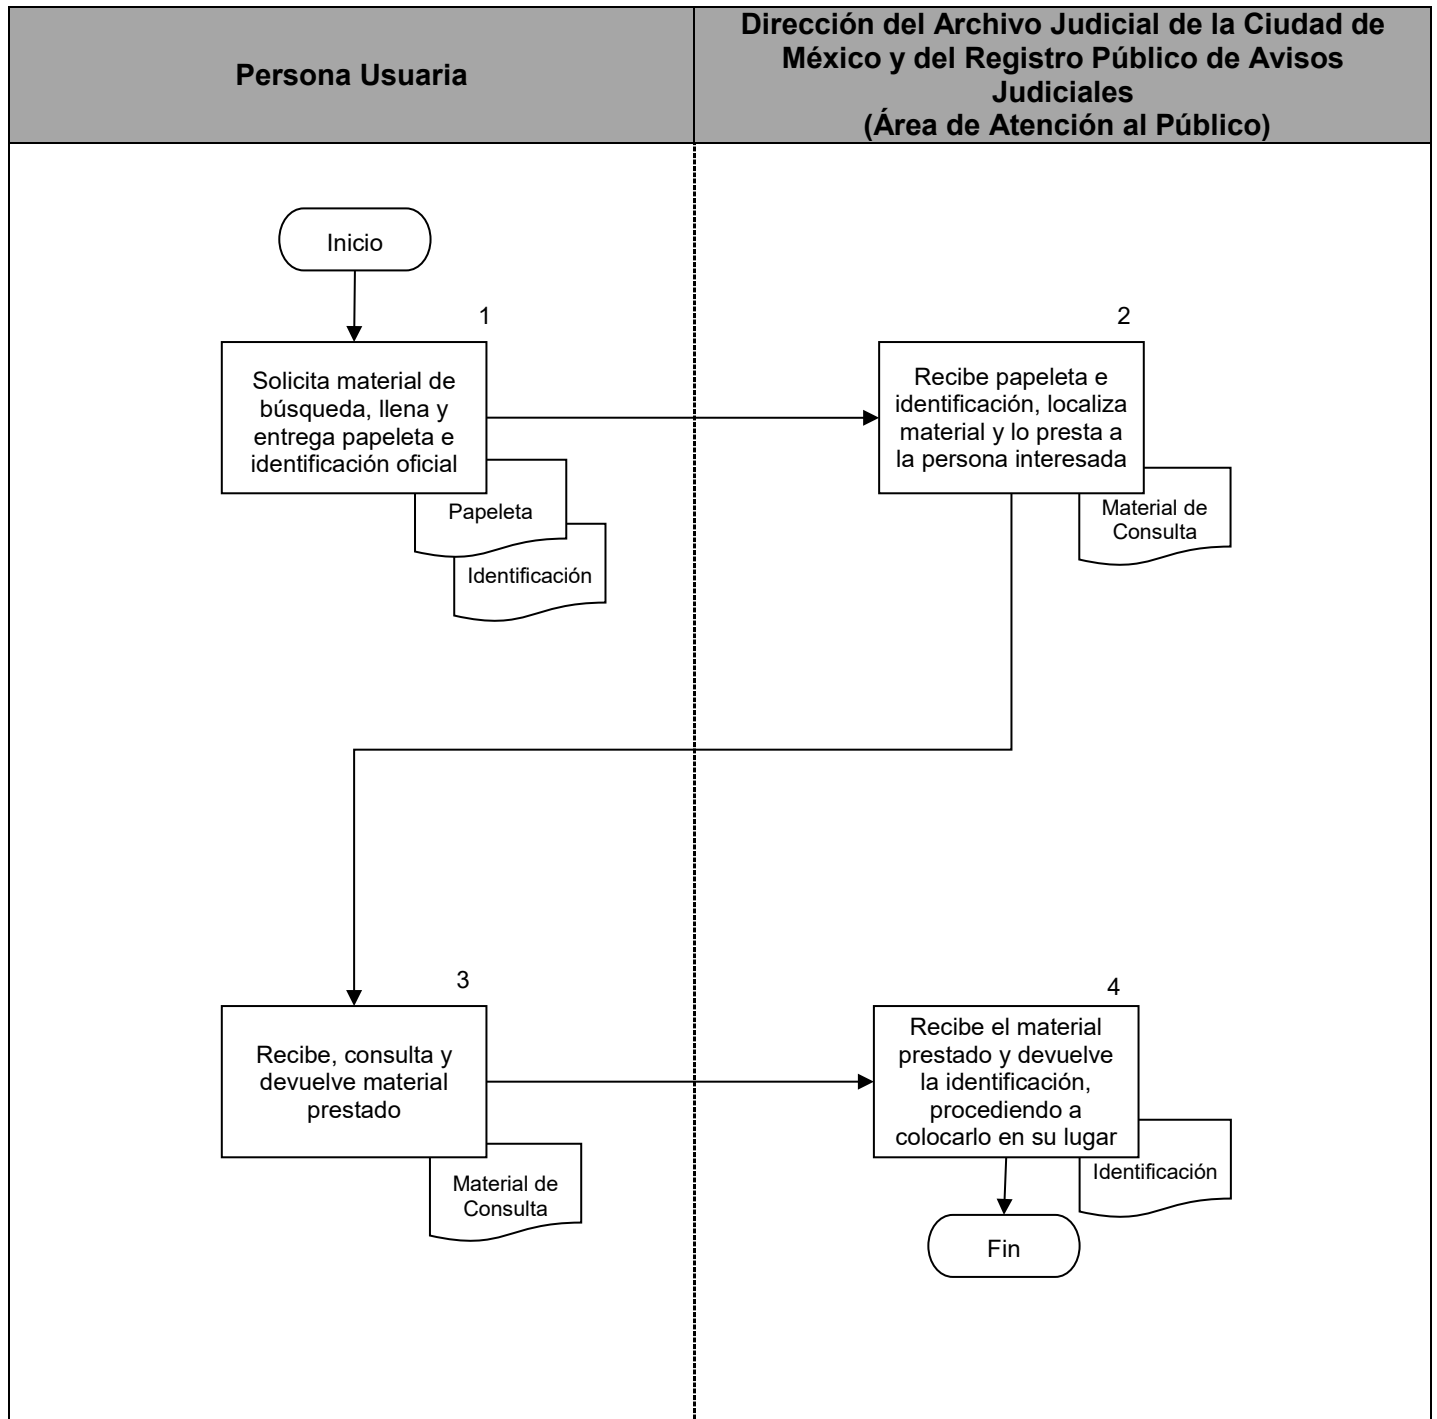 Persona Usuaria
Dirección del Archivo Judicial de la Ciudad de
México y del Registro Público de Avisos
Judiciales
(Área de Atención al Público)
Inicio
1
Solicita material de
búsqueda, llena y
entrega papeleta e
identificación oficial
Papeleta
Identificación
2
Recibe papeleta e
identificación, localiza
material y lo presta a
la persona interesada
Material de
Consulta
3
Recibe, consulta y
devuelve material
prestado
Material de
Consulta
4
Recibe el material
prestado y devuelve
la identificación,
procediendo a
colocarlo en su lugar
Identificación
Fin